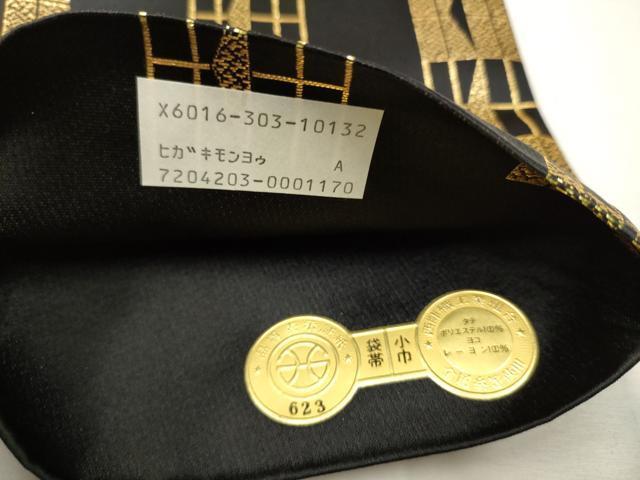 X6016-303-10132
ヒガキモンヨゥ A
7204203-0001170
623
袋帯
小巾
タテ
ポリエステル100%
ヨコ
レーヨン100%